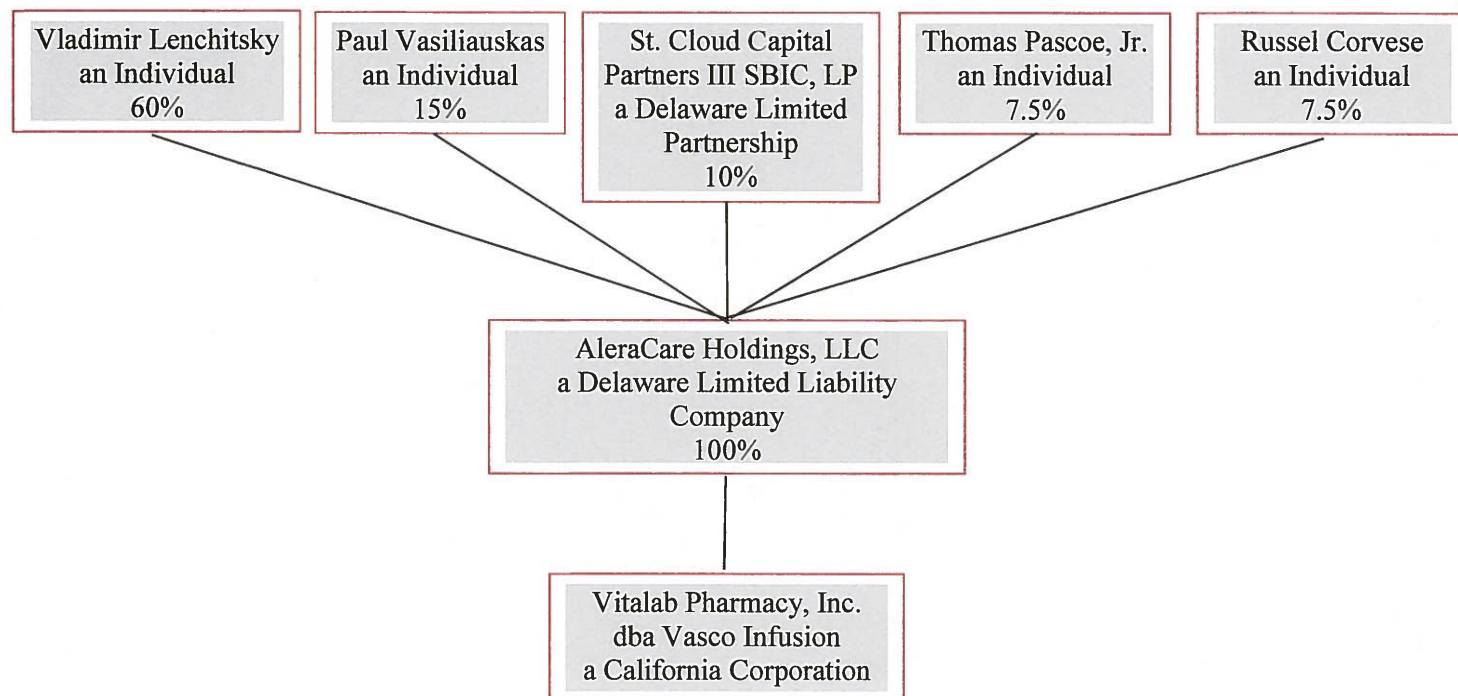 Vladimir Lenchitsky
an Individual
60%
Paul Vasiliauskas
an Individual
15%
St. Cloud Capital
Partners III SBIC, LP
a Delaware Limited
Partnership
10%
Thomas Pascoe, Jr.
an Individual
7.5%
Russel Corvese
an Individual
7.5%
AleraCare Holdings, LLC
a Delaware Limited Liability
Company
100%
Vitalab Pharmacy, Inc.
dba Vasco Infusion
a California Corporation